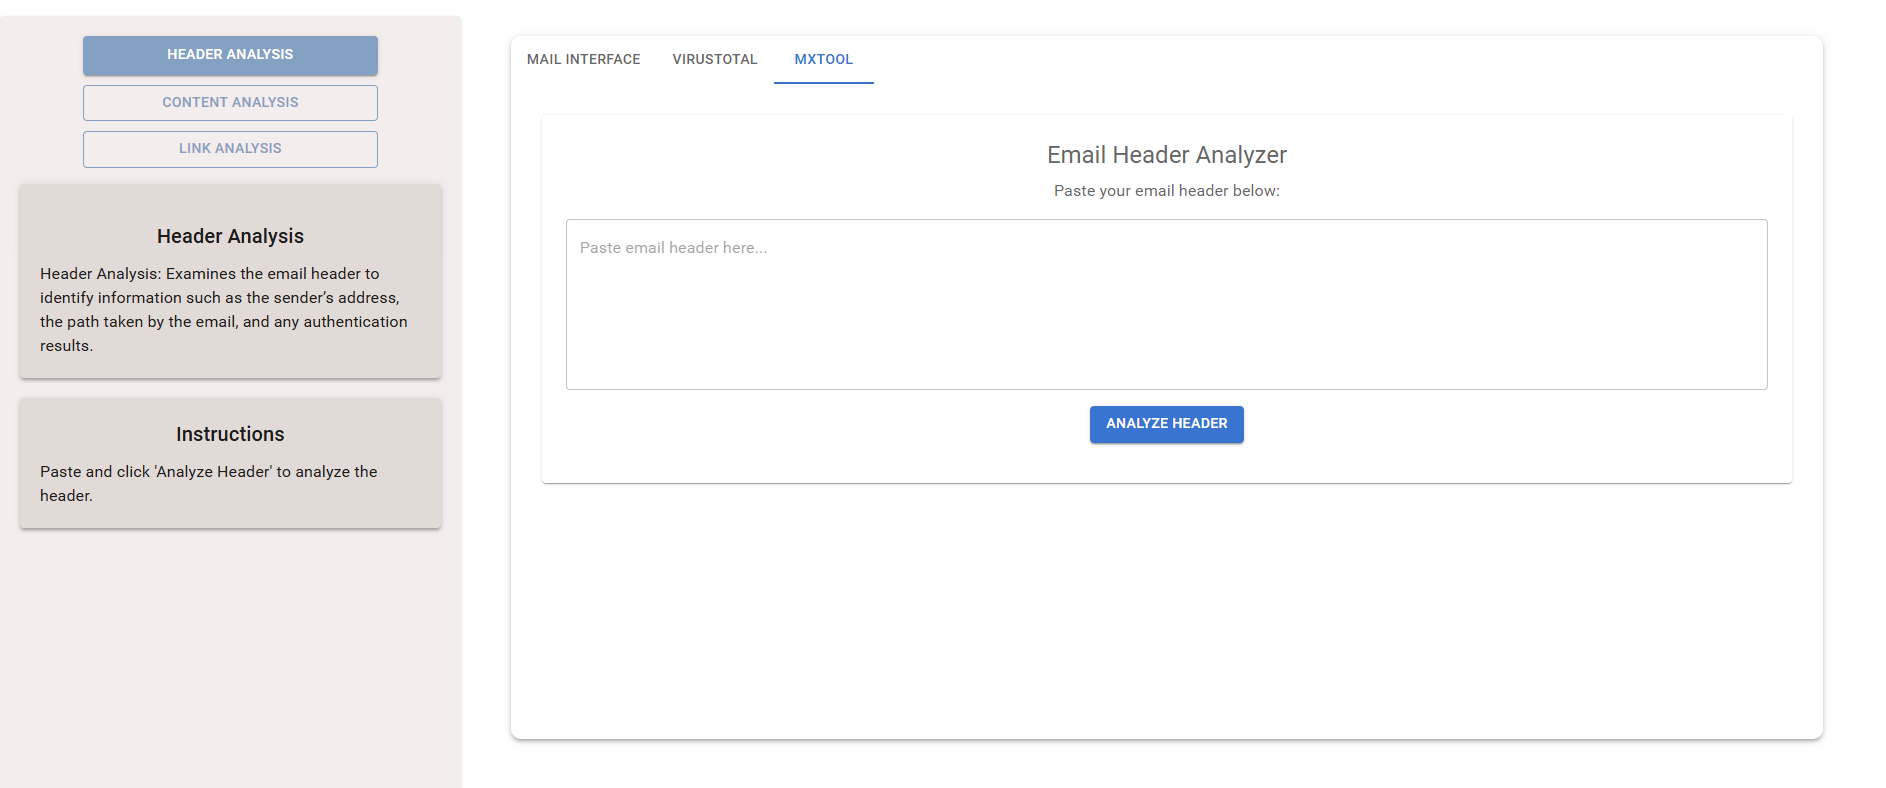 HEADER ANALYSIS
CONTENT ANALYSIS
LINK ANALYSIS
Header Analysis
Header Analysis: Examines the email header to
identify information such as the sender’s address,
the path taken by the email, and any authentication
results.
Instructions
Paste and click 'Analyze Header' to analyze the
header.
MAIL INTERFACE
VIRUSTOTAL
MXTOOL
Email Header Analyzer
Paste your email header below:
Paste email header here...
ANALYZE HEADER